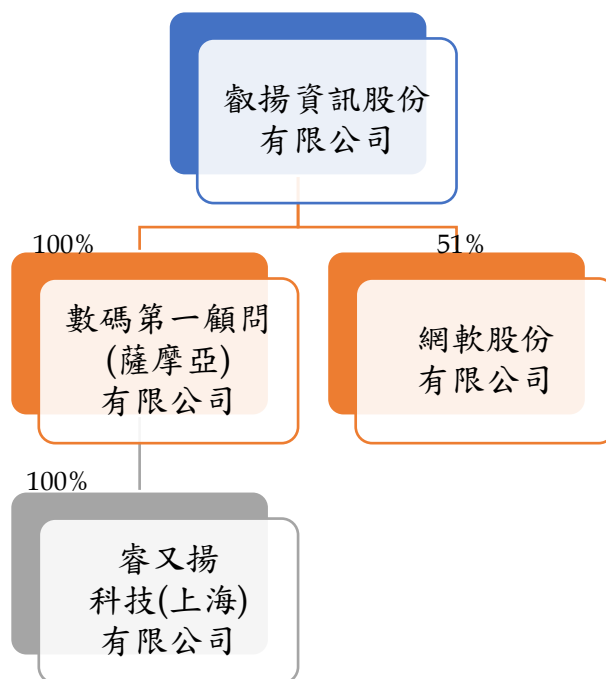 叡揚資訊股份
有限公司
100%
51%
數碼第一顧問
(薩摩亞)
有限公司
網軟股份
有限公司
100%
睿又揚
科技(上海)
有限公司